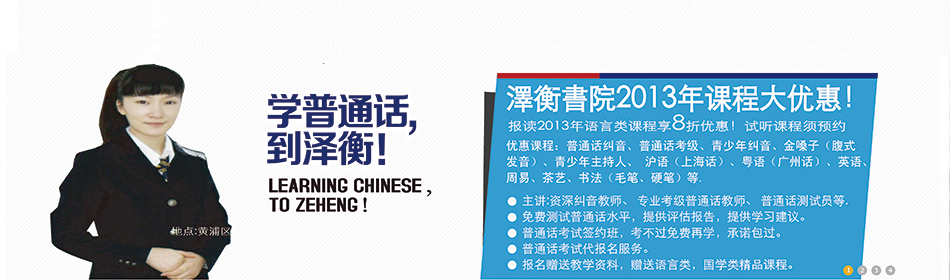 学普通话,
到泽衡!
LEARNING CHINESE ,
TO ZEHENG !
地点:黄浦区
澤衡書院2013年课程大优惠!
报读2013年语言类课程享8折优惠! 试听课程须预约
优惠课程: 普通话纠音、普通话考级、青少年纠音、金嗓子（腹式
发音）、青少年主持人、 沪语（上海话）、粤语（广州话）、英语、
周易、茶艺、书法（毛笔、硬笔）等.
● 主讲:资深纠音教师、 专业考级普通话教师、 普通话测试员等.
● 免费测试普通话水平，提供评估报告，提供学习建议。
● 普通话考试签约班，考不过免费再学，承诺包过。
● 普通话考试代报名服务。
● 报名赠送教学资料，赠送语言类，国学类精品课程。
1 2 3 4